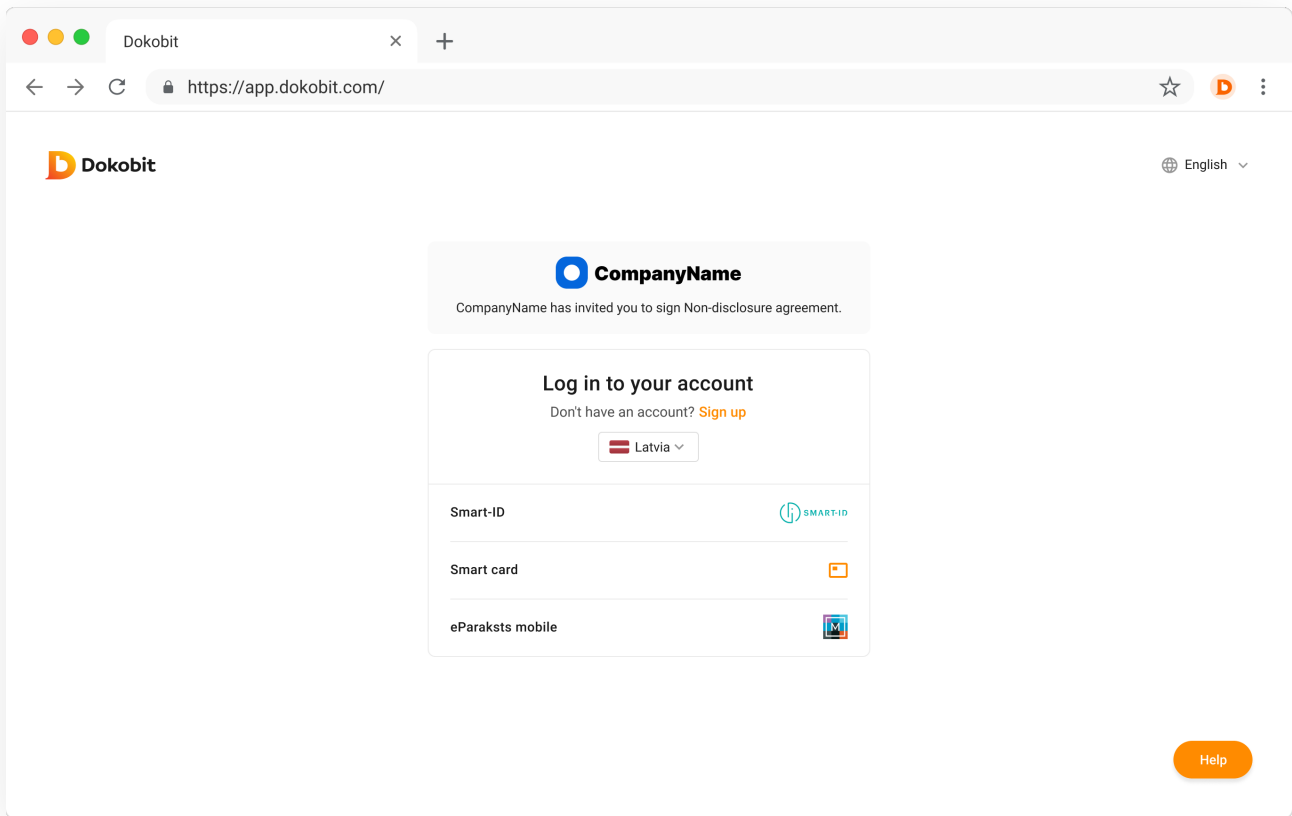 Dokobit
https://app.dokobit.com/
Dokobit
English
CompanyName
CompanyName has invited you to sign Non-disclosure agreement.
Log in to your account
Don't have an account? Sign up
Latvia
Smart-ID
SMART-ID
Smart card
eParaksts mobile
M
Help